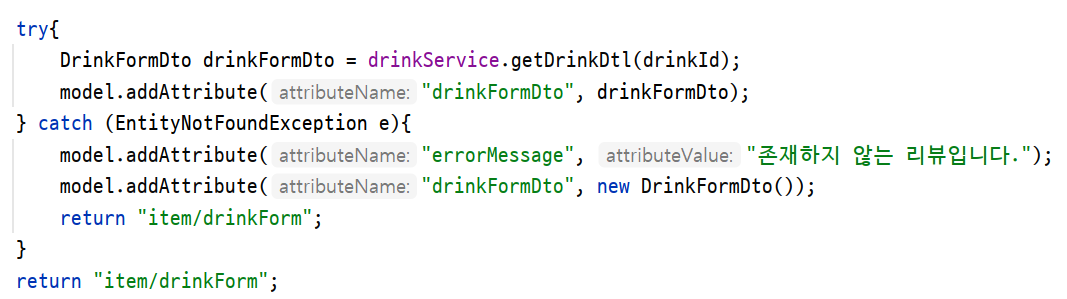 try{
    DrinkFormDto drinkFormDto = drinkService.getDrinkDtl(drinkId);
    model.addAttribute( attributeName: "drinkFormDto", drinkFormDto);
} catch (EntityNotFoundException e){
    model.addAttribute( attributeName: "errorMessage", attributeValue: "존재하지 않는 리뷰입니다.");
    model.addAttribute( attributeName: "drinkFormDto", new DrinkFormDto());
    return "item/drinkForm";
}
return "item/drinkForm";